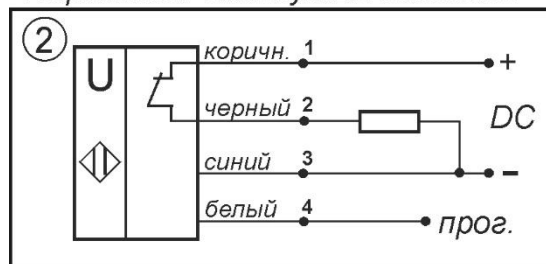 2
U
коричн. 1
+
черный 2
DC
синий 3
-
белый 4
прог.